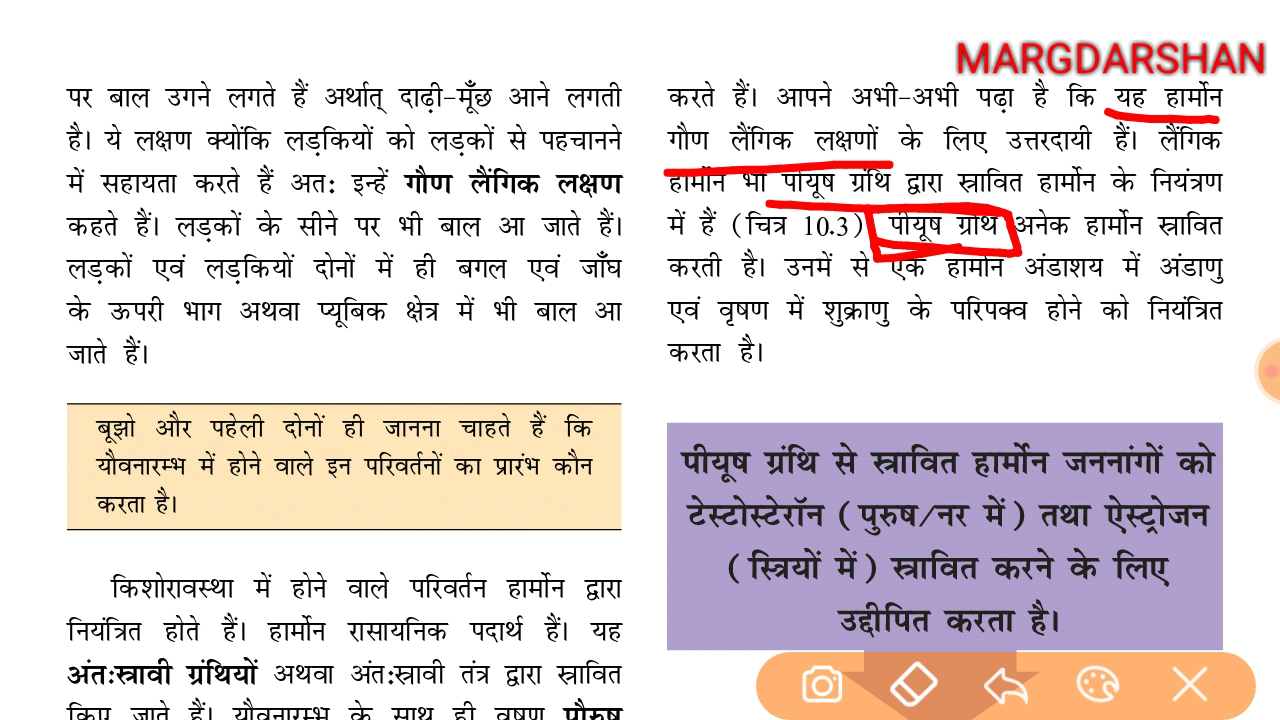 MARGDARSHAN
पर बाल उगने लगते हैं अर्थात् दाढ़ी-मूँछ आने लगती
है। ये लक्षण क्योंकि लड़कियों को लड़कों से पहचानने
में सहायता करते हैं अतः इन्हें गौण लैंगिक लक्षण
कहते हैं। लड़कों के सीने पर भी बाल आ जाते हैं।
लड़कों एवं लड़कियों दोनों में ही बगल एवं जाँघ
के ऊपरी भाग अथवा प्यूबिक क्षेत्र में भी बाल आ
जाते हैं।
बूझो और पहेली दोनों ही जानना चाहते हैं कि
यौवनारम्भ में होने वाले इन परिवर्तनों का प्रारंभ कौन
करता है।
किशोरावस्था में होने वाले परिवर्तन हार्मोन द्वारा
नियंत्रित होते हैं। हार्मोन रासायनिक पदार्थ हैं। यह
अंतःस्रावी ग्रंथियों अथवा अंतःस्रावी तंत्र द्वारा स्रावित
किए जाते हैं। यौवनारम्भ के साथ ही वृषण पौरुष
करते हैं। आपने अभी-अभी पढ़ा है कि यह हार्मोन
गौण लैंगिक लक्षणों के लिए उत्तरदायी हैं। लैंगिक
हार्मोन भी पीयूष ग्रंथि द्वारा स्रावित हार्मोन के नियंत्रण
में हैं (चित्र 10.3)। पीयूष ग्रंथि अनेक हार्मोन स्रावित
करती है। उनमें से एक हार्मोन अंडाशय में अंडाणु
एवं वृषण में शुक्राणु के परिपक्व होने को नियंत्रित
करता है।
पीयूष ग्रंथि से स्रावित हार्मोन जननांगों को
टेस्टोस्टेरॉन (पुरुष/नर में) तथा ऐस्ट्रोजन
(स्त्रियों में) स्रावित करने के लिए
उद्दीपित करता है।